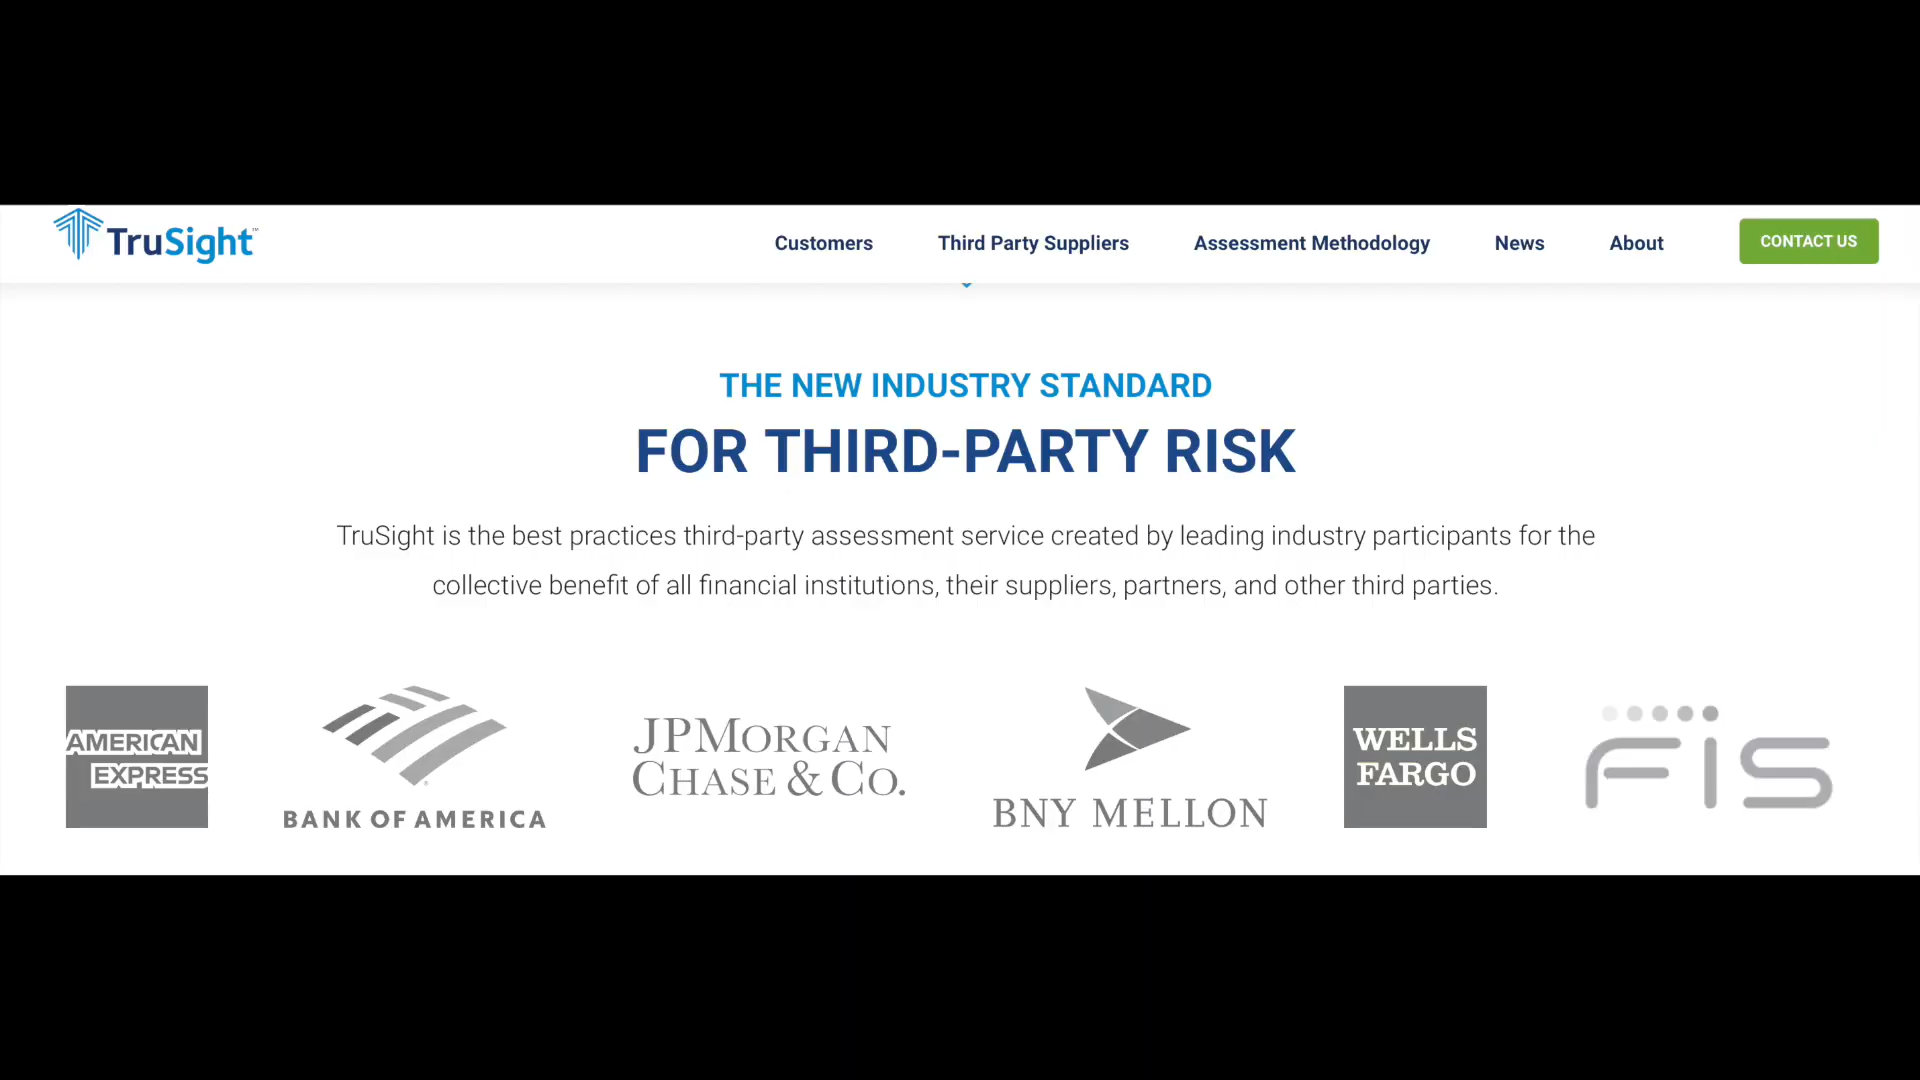 TruSight™
Customers
Third Party Suppliers
Assessment Methodology
News
About
CONTACT US
THE NEW INDUSTRY STANDARD
FOR THIRD-PARTY RISK
TruSight is the best practices third-party assessment service created by leading industry participants for the
collective benefit of all financial institutions, their suppliers, partners, and other third parties.
AMERICAN
EXPRESS
BANK OF AMERICA
JPMORGAN
CHASE & CO.
BNY MELLON
WELLS
FARGO
FIS